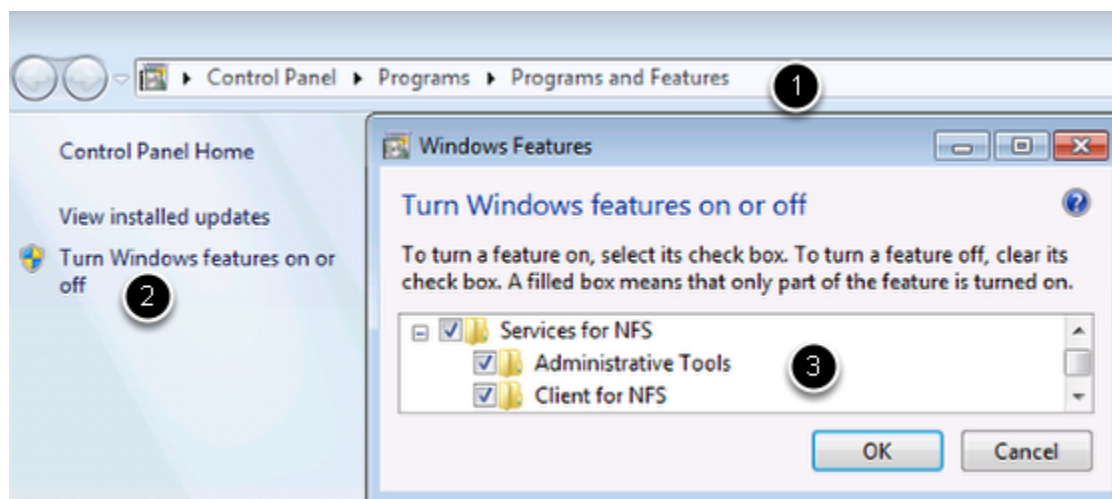 Control Panel Programs Programs and Features
1
Control Panel Home
View installed updates
Turn Windows features on or
off
2
Windows Features
Turn Windows features on or off
To turn a feature on, select its check box. To turn a feature off, clear its
check box. A filled box means that only part of the feature is turned on.
Services for NFS
Administrative Tools
3
Client for NFS
OK Cancel